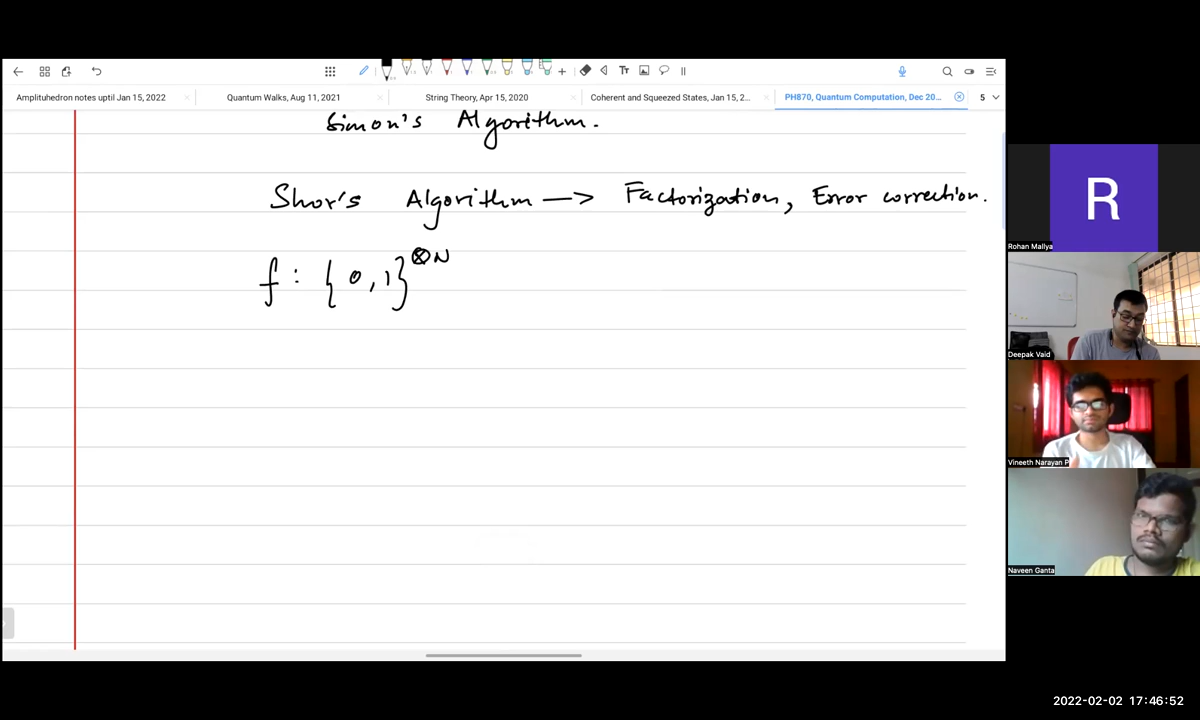 Amplituhedron notes uptil Jan 15, 2022
Quantum Walks, Aug 11, 2021
String Theory, Apr 15, 2020
Coherent and Squeezed States, Jan 15, 2...
PH870, Quantum Computation, Dec 20...
5
Tт
Simon's Algorithm.
Shor's Algorithm → Factorization, Error correction.
f : {0,1}^⊗N
R
Rohan Mallya
Deepak Vaid
Vineeth Narayan P
Naveen Ganta
2022-02-02 17:46:52